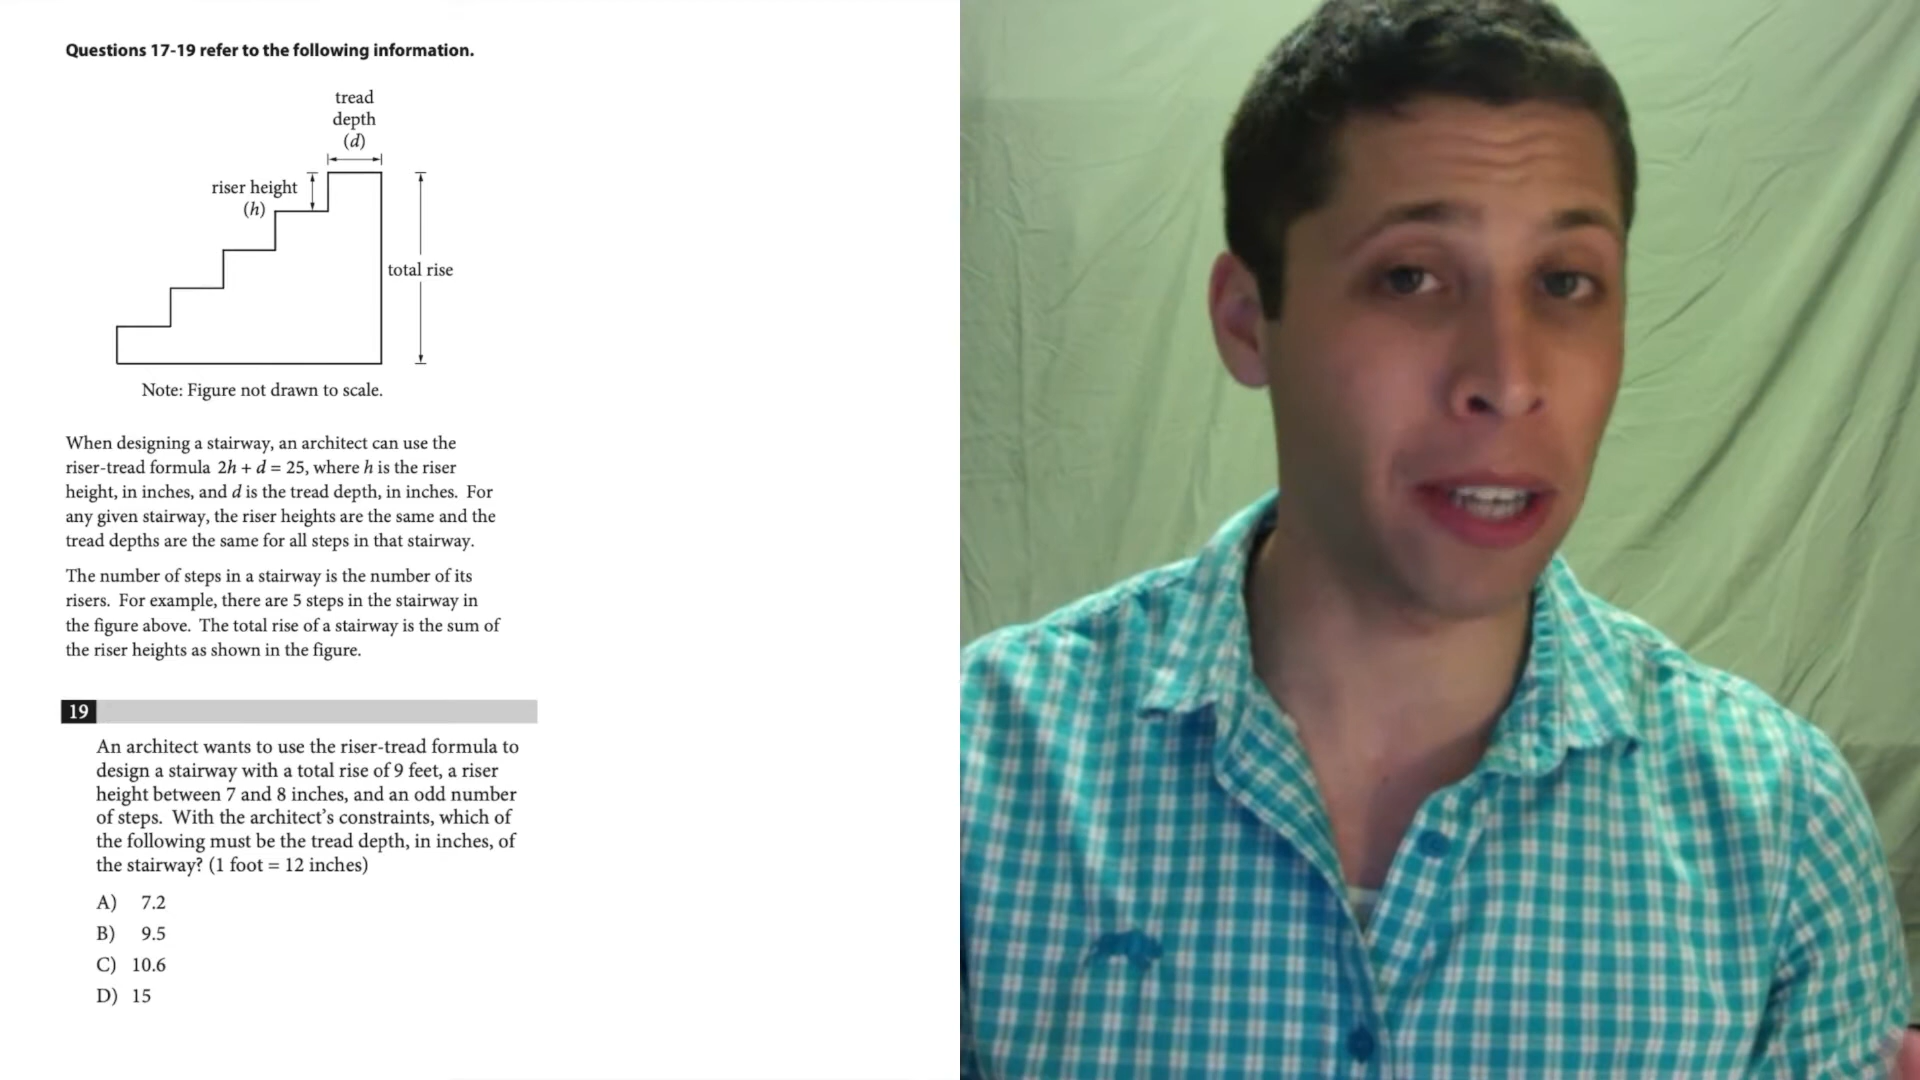 Questions 17-19 refer to the following information.
tread
depth
(d)
riser height
(h)
total rise
Note: Figure not drawn to scale.
When designing a stairway, an architect can use the
riser-tread formula 2h + d = 25, where h is the riser
height, in inches, and d is the tread depth, in inches. For
any given stairway, the riser heights are the same and the
tread depths are the same for all steps in that stairway.
The number of steps in a stairway is the number of its
risers. For example, there are 5 steps in the stairway in
the figure above. The total rise of a stairway is the sum of
the riser heights as shown in the figure.
19
An architect wants to use the riser-tread formula to
design a stairway with a total rise of 9 feet, a riser
height between 7 and 8 inches, and an odd number
of steps. With the architect’s constraints, which of
the following must be the tread depth, in inches, of
the stairway? (1 foot = 12 inches)
A) 7.2
B) 9.5
C) 10.6
D) 15